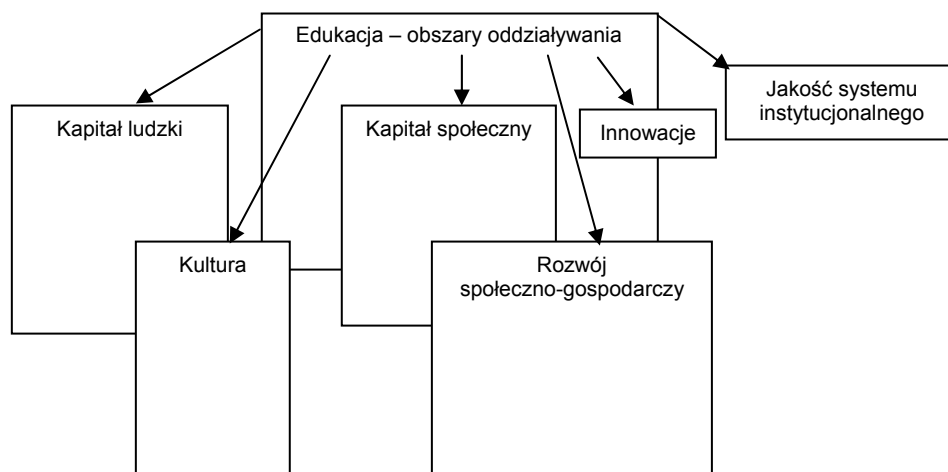 Edukacja – obszary oddziaływania
Jakość systemu
instytucjonalnego
Kapitał ludzki
Kapitał społeczny
Innowacje
Kultura
Rozwój
społeczno-gospodarczy